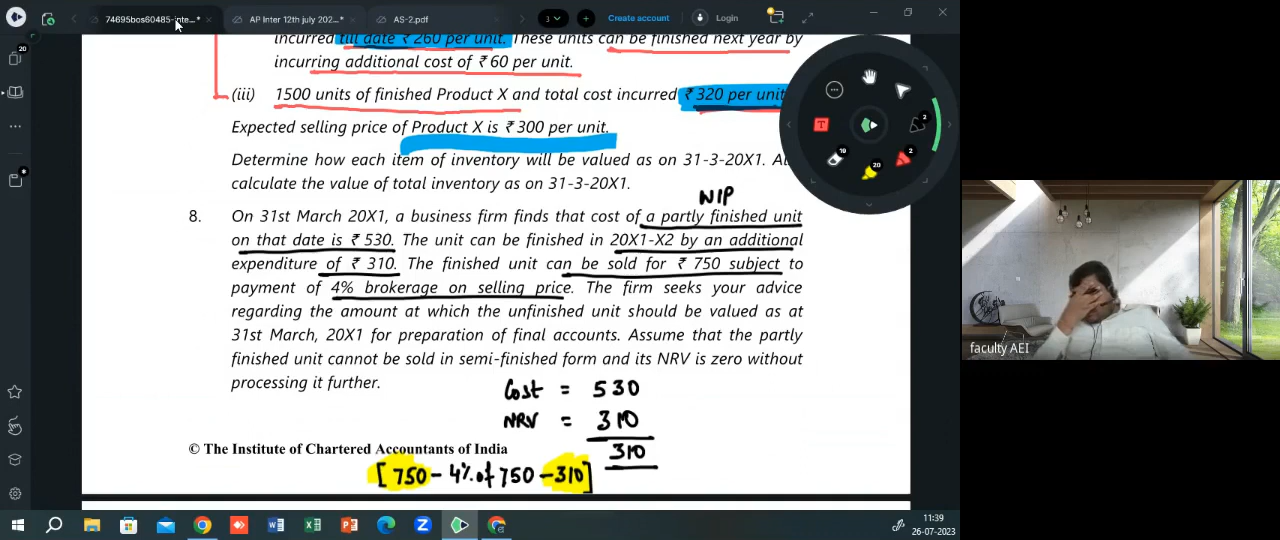 74695bos60485-inte...*
AP Inter 12th july 202...*
AS-2.pdf
3
Create account
Login
incurred till date ₹ 260 per unit. These units can be finished next year by
incurring additional cost of ₹ 60 per unit.
(iii) 1500 units of finished Product X and total cost incurred ₹ 320 per unit
Expected selling price of Product X is ₹ 300 per unit.
Determine how each item of inventory will be valued as on 31-3-20X1. Al
calculate the value of total inventory as on 31-3-20X1.
WIP
8. On 31st March 20X1, a business firm finds that cost of a partly finished unit
on that date is ₹ 530. The unit can be finished in 20X1-X2 by an additional
expenditure of ₹ 310. The finished unit can be sold for ₹ 750 subject to
payment of 4% brokerage on selling price. The firm seeks your advice
regarding the amount at which the unfinished unit should be valued as at
31st March, 20X1 for preparation of final accounts. Assume that the partly
finished unit cannot be sold in semi-finished form and its NRV is zero without
processing it further.
Cost = 530
NRV = 310
310
© The Institute of Chartered Accountants of India
[750 - 4% of 750 - 310]
20
T
2
19
20
2
faculty AEI
11:39
26-07-2023